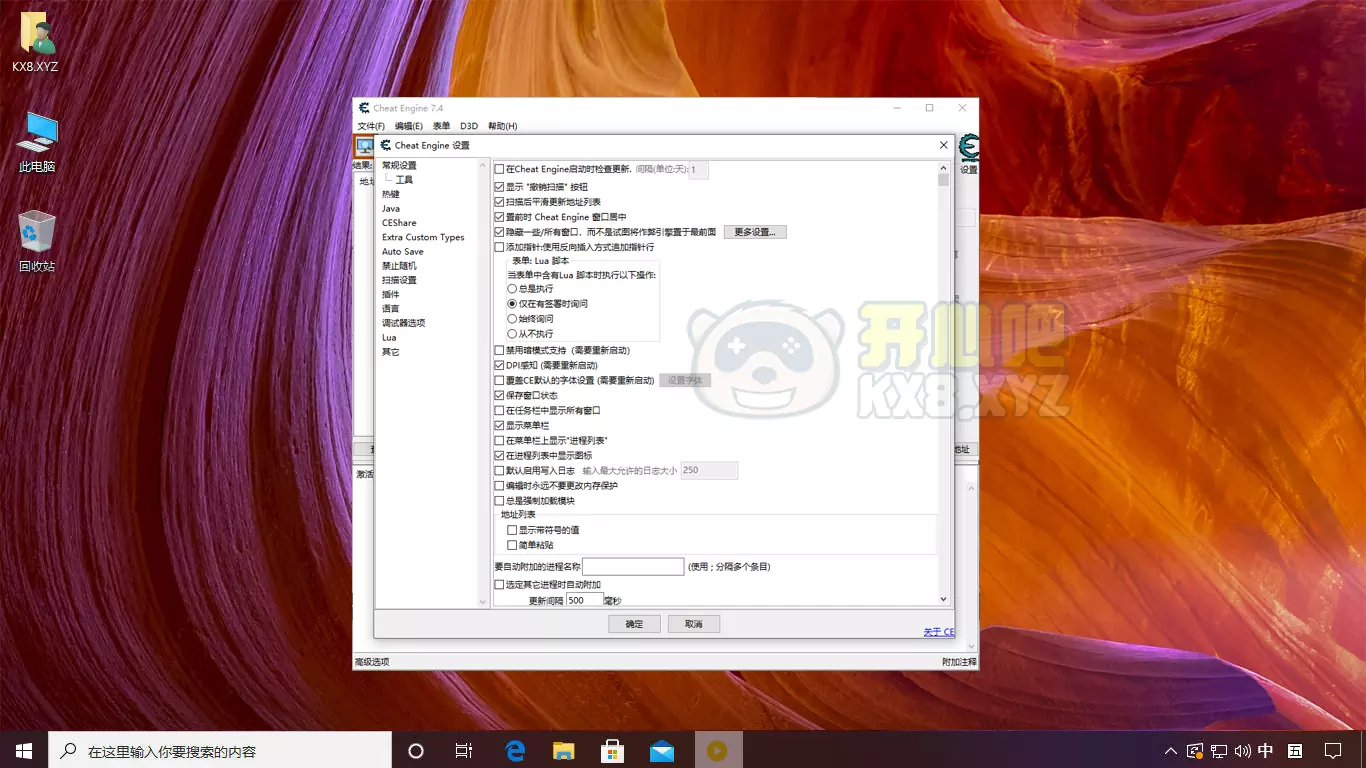 KX8.XYZ
此电脑
回收站
Cheat Engine 7.4
文件(F) 编辑(E) 表单 D3D 帮助(H)
Cheat Engine 设置
设置
结果:
常规设置
工具
热键
Java
CEShare
Extra Custom Types
Auto Save
禁止随机
扫描设置
插件
语言
调试器选项
Lua
其它
在Cheat Engine启动时检查更新. 间隔(单位:天): 1
显示 "撤销扫描" 按钮
扫描后平滑更新地址列表
置前时 Cheat Engine 窗口居中
隐藏一些/所有窗口，而不是试图将作弊引擎置于最前面 更多设置...
添加指针:使用反向插入方式追加指针行
表单: Lua 脚本
当表单中含有Lua 脚本时执行以下操作:
总是执行
仅在有签署时询问
始终询问
从不执行
禁用暗模式支持（需要重新启动）
DPI感知 (需要重新启动)
覆盖CE默认的字体设置 (需要重新启动) 设置字体
保存窗口状态
在任务栏中显示所有窗口
显示菜单栏
在菜单栏上显示"进程列表"
在进程列表中显示图标
默认启用写入日志 输入最大允许的日志大小 250
编辑时永远不要更改内存保护
总是强制加载模块
地址列表
显示带符号的值
简单粘贴
要自动附加的进程名称 (使用 ; 分隔多个条目)
选定其它进程时自动附加
更新间隔 500 毫秒
确定 取消
关于 CE
地址
激活
高级选项 附加注释
开心吧
KX8.XYZ
在这里输入你要搜索的内容
中
五